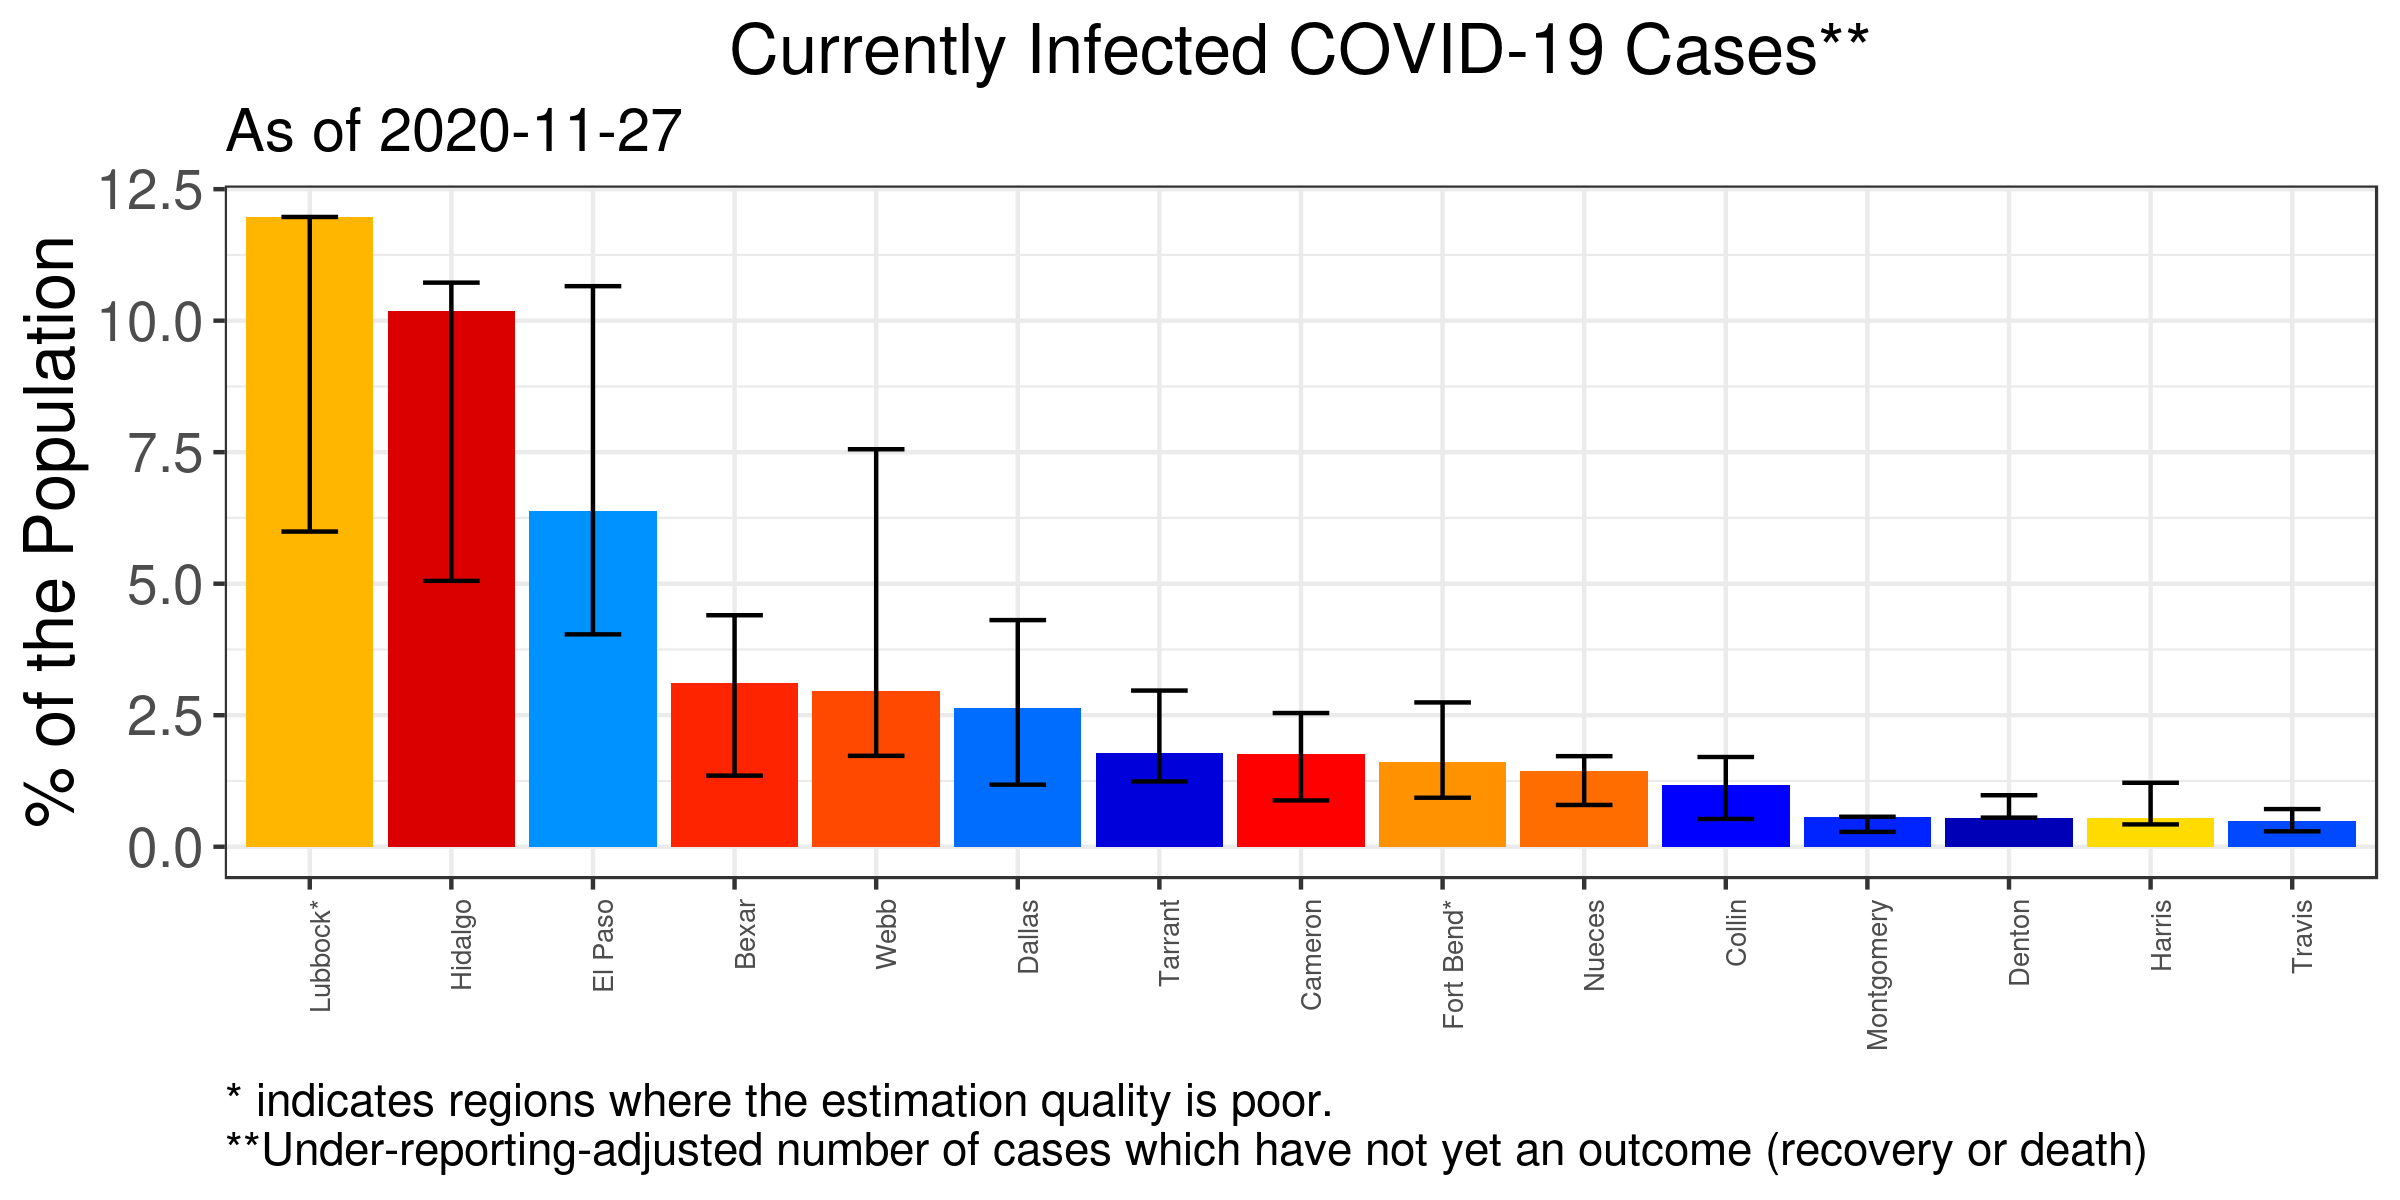 Currently Infected COVID-19 Cases**
As of 2020-11-27
% of the Population
12.5
10.0
7.5
5.0
2.5
0.0
Lubbock*
Hidalgo
El Paso
Bexar
Webb
Dallas
Tarrant
Cameron
Fort Bend*
Nueces
Collin
Montgomery
Denton
Harris
Travis
* indicates regions where the estimation quality is poor.
**Under-reporting-adjusted number of cases which have not yet an outcome (recovery or death)